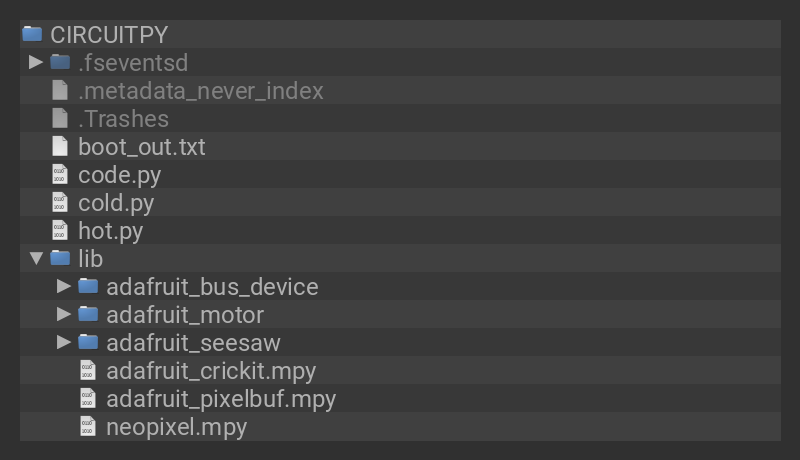 CIRCUITPY
.fseventsd
.metadata_never_index
.Trashes
boot_out.txt
code.py
cold.py
hot.py
lib
adafruit_bus_device
adafruit_motor
adafruit_seesaw
adafruit_crickit.mpy
adafruit_pixelbuf.mpy
neopixel.mpy